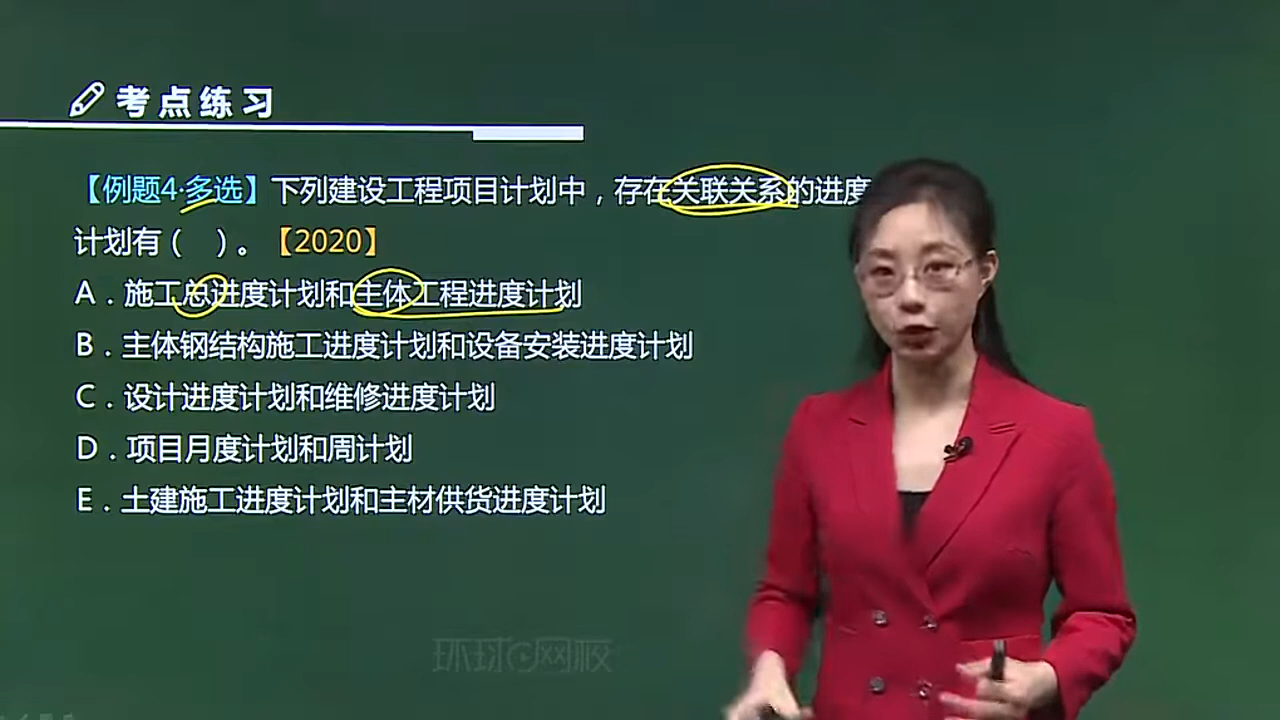 考点练习
【例题4·多选】下列建设工程项目计划中，存在关联关系的进度
计划有（ ）。【2020】
A．施工总进度计划和主体工程进度计划
B．主体钢结构施工进度计划和设备安装进度计划
C．设计进度计划和维修进度计划
D．项目月度计划和周计划
E．土建施工进度计划和主材供货进度计划
环球网校